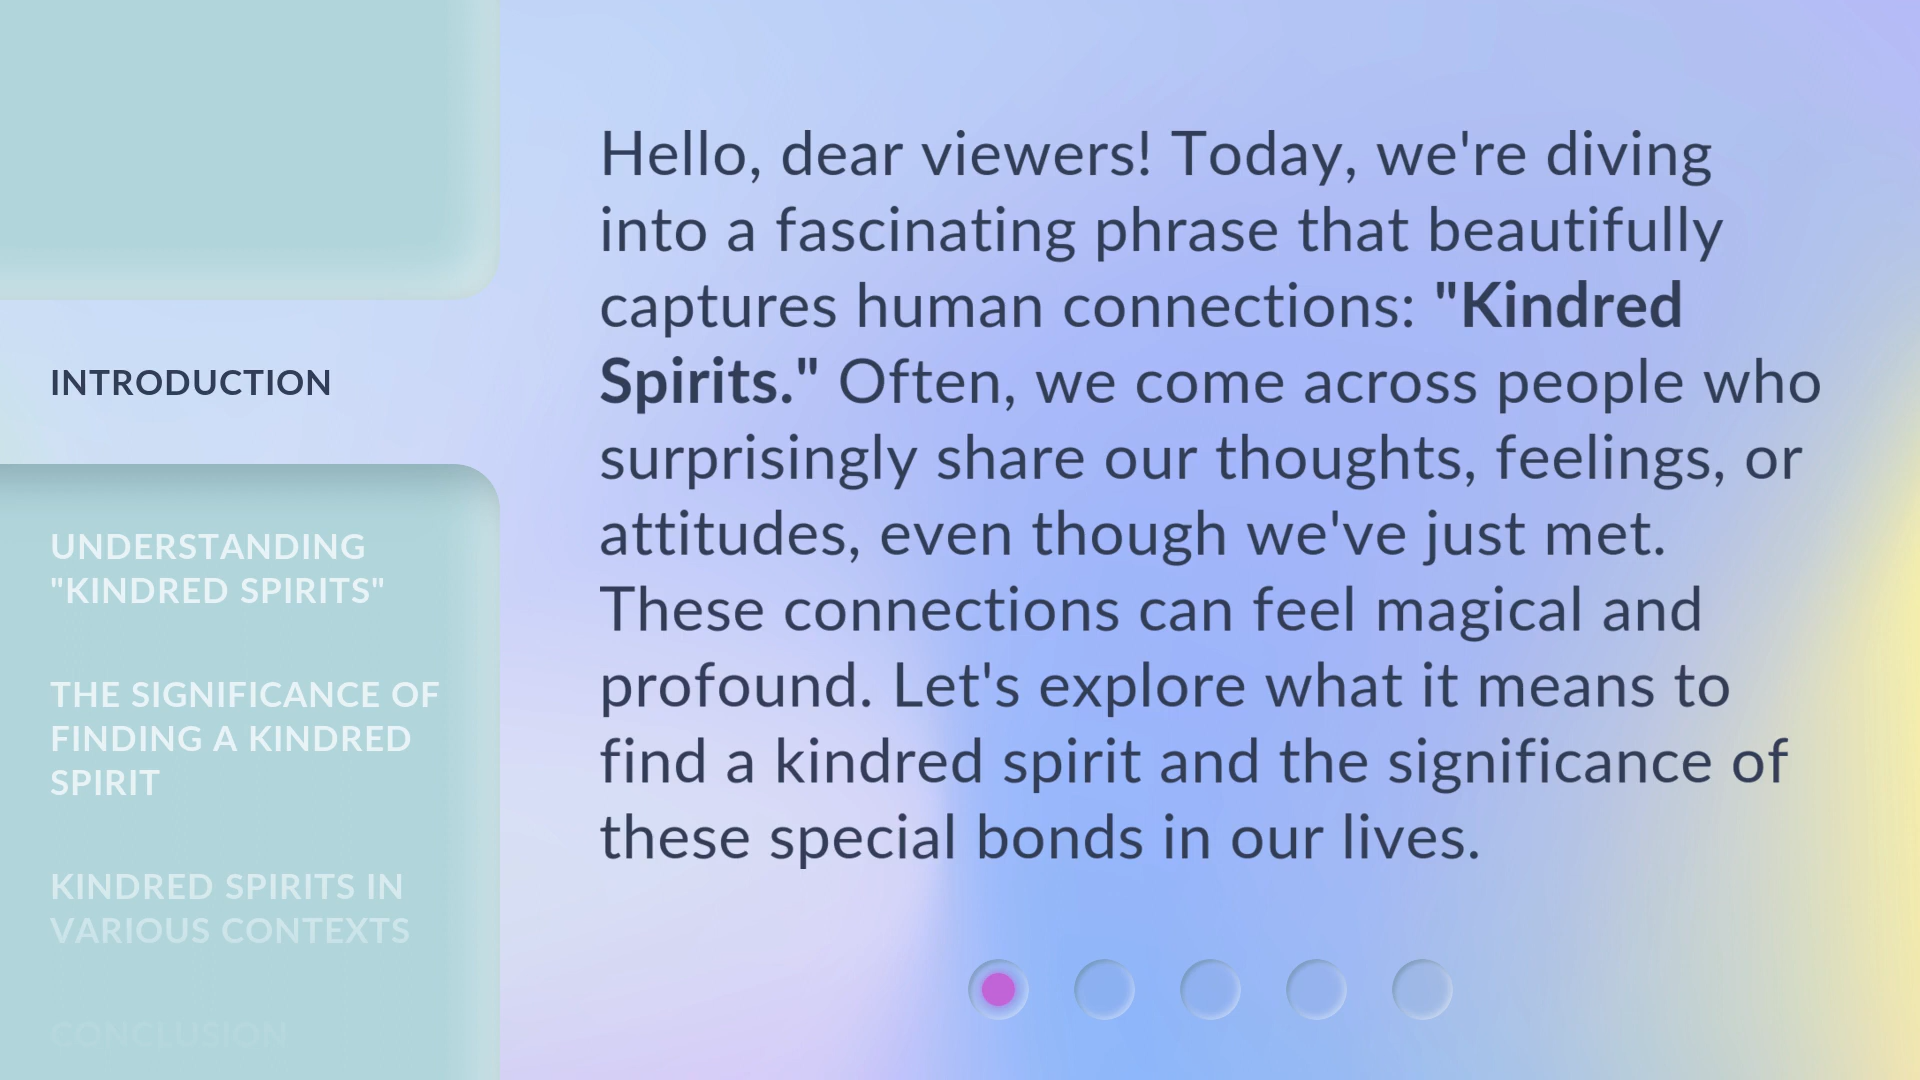 INTRODUCTION
UNDERSTANDING
"KINDRED SPIRITS"
THE SIGNIFICANCE OF
FINDING A KINDRED
SPIRIT
KINDRED SPIRITS IN
VARIOUS CONTEXTS
CONCLUSION
Hello, dear viewers! Today, we're diving
into a fascinating phrase that beautifully
captures human connections: "Kindred
Spirits." Often, we come across people who
surprisingly share our thoughts, feelings, or
attitudes, even though we've just met.
These connections can feel magical and
profound. Let's explore what it means to
find a kindred spirit and the significance of
these special bonds in our lives.